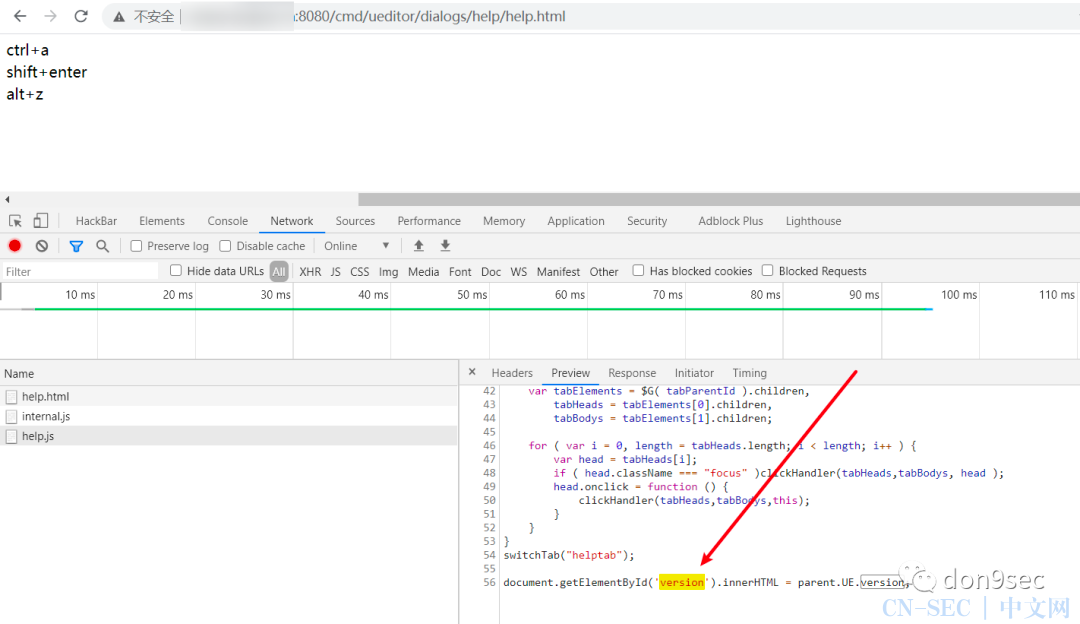 不安全 | :8080/cmd/ueditor/dialogs/help/help.html
ctrl+a
shift+enter
alt+z
HackBar Elements Console Network Sources Performance Memory Application Security Adblock Plus Lighthouse
Preserve log Disable cache Online
Filter Hide data URLs All XHR JS CSS Img Media Font Doc WS Manifest Other Has blocked cookies Blocked Requests
10 ms 20 ms 30 ms 40 ms 50 ms 60 ms 70 ms 80 ms 90 ms 100 ms 110 ms
Name
help.html
internal.js
help.js
× Headers Preview Response Initiator Timing
42 var tabElements = $G( tabParentId ).children,
43 tabHeads = tabElements[0].children,
44 tabBodys = tabElements[1].children;
45
46 for ( var i = 0, length = tabHeads.length; i < length; i++ ) {
47 var head = tabHeads[i];
48 if ( head.className === "focus" )clickHandler(tabHeads,tabBodys, head );
49 head.onclick = function () {
50 clickHandler(tabHeads,tabBodys,this);
51 }
52 }
53 }
54 switchTab("helptab");
55
56 document.getElementById('version').innerHTML = parent.UE.version;
don9sec
CN-SEC | 中文网